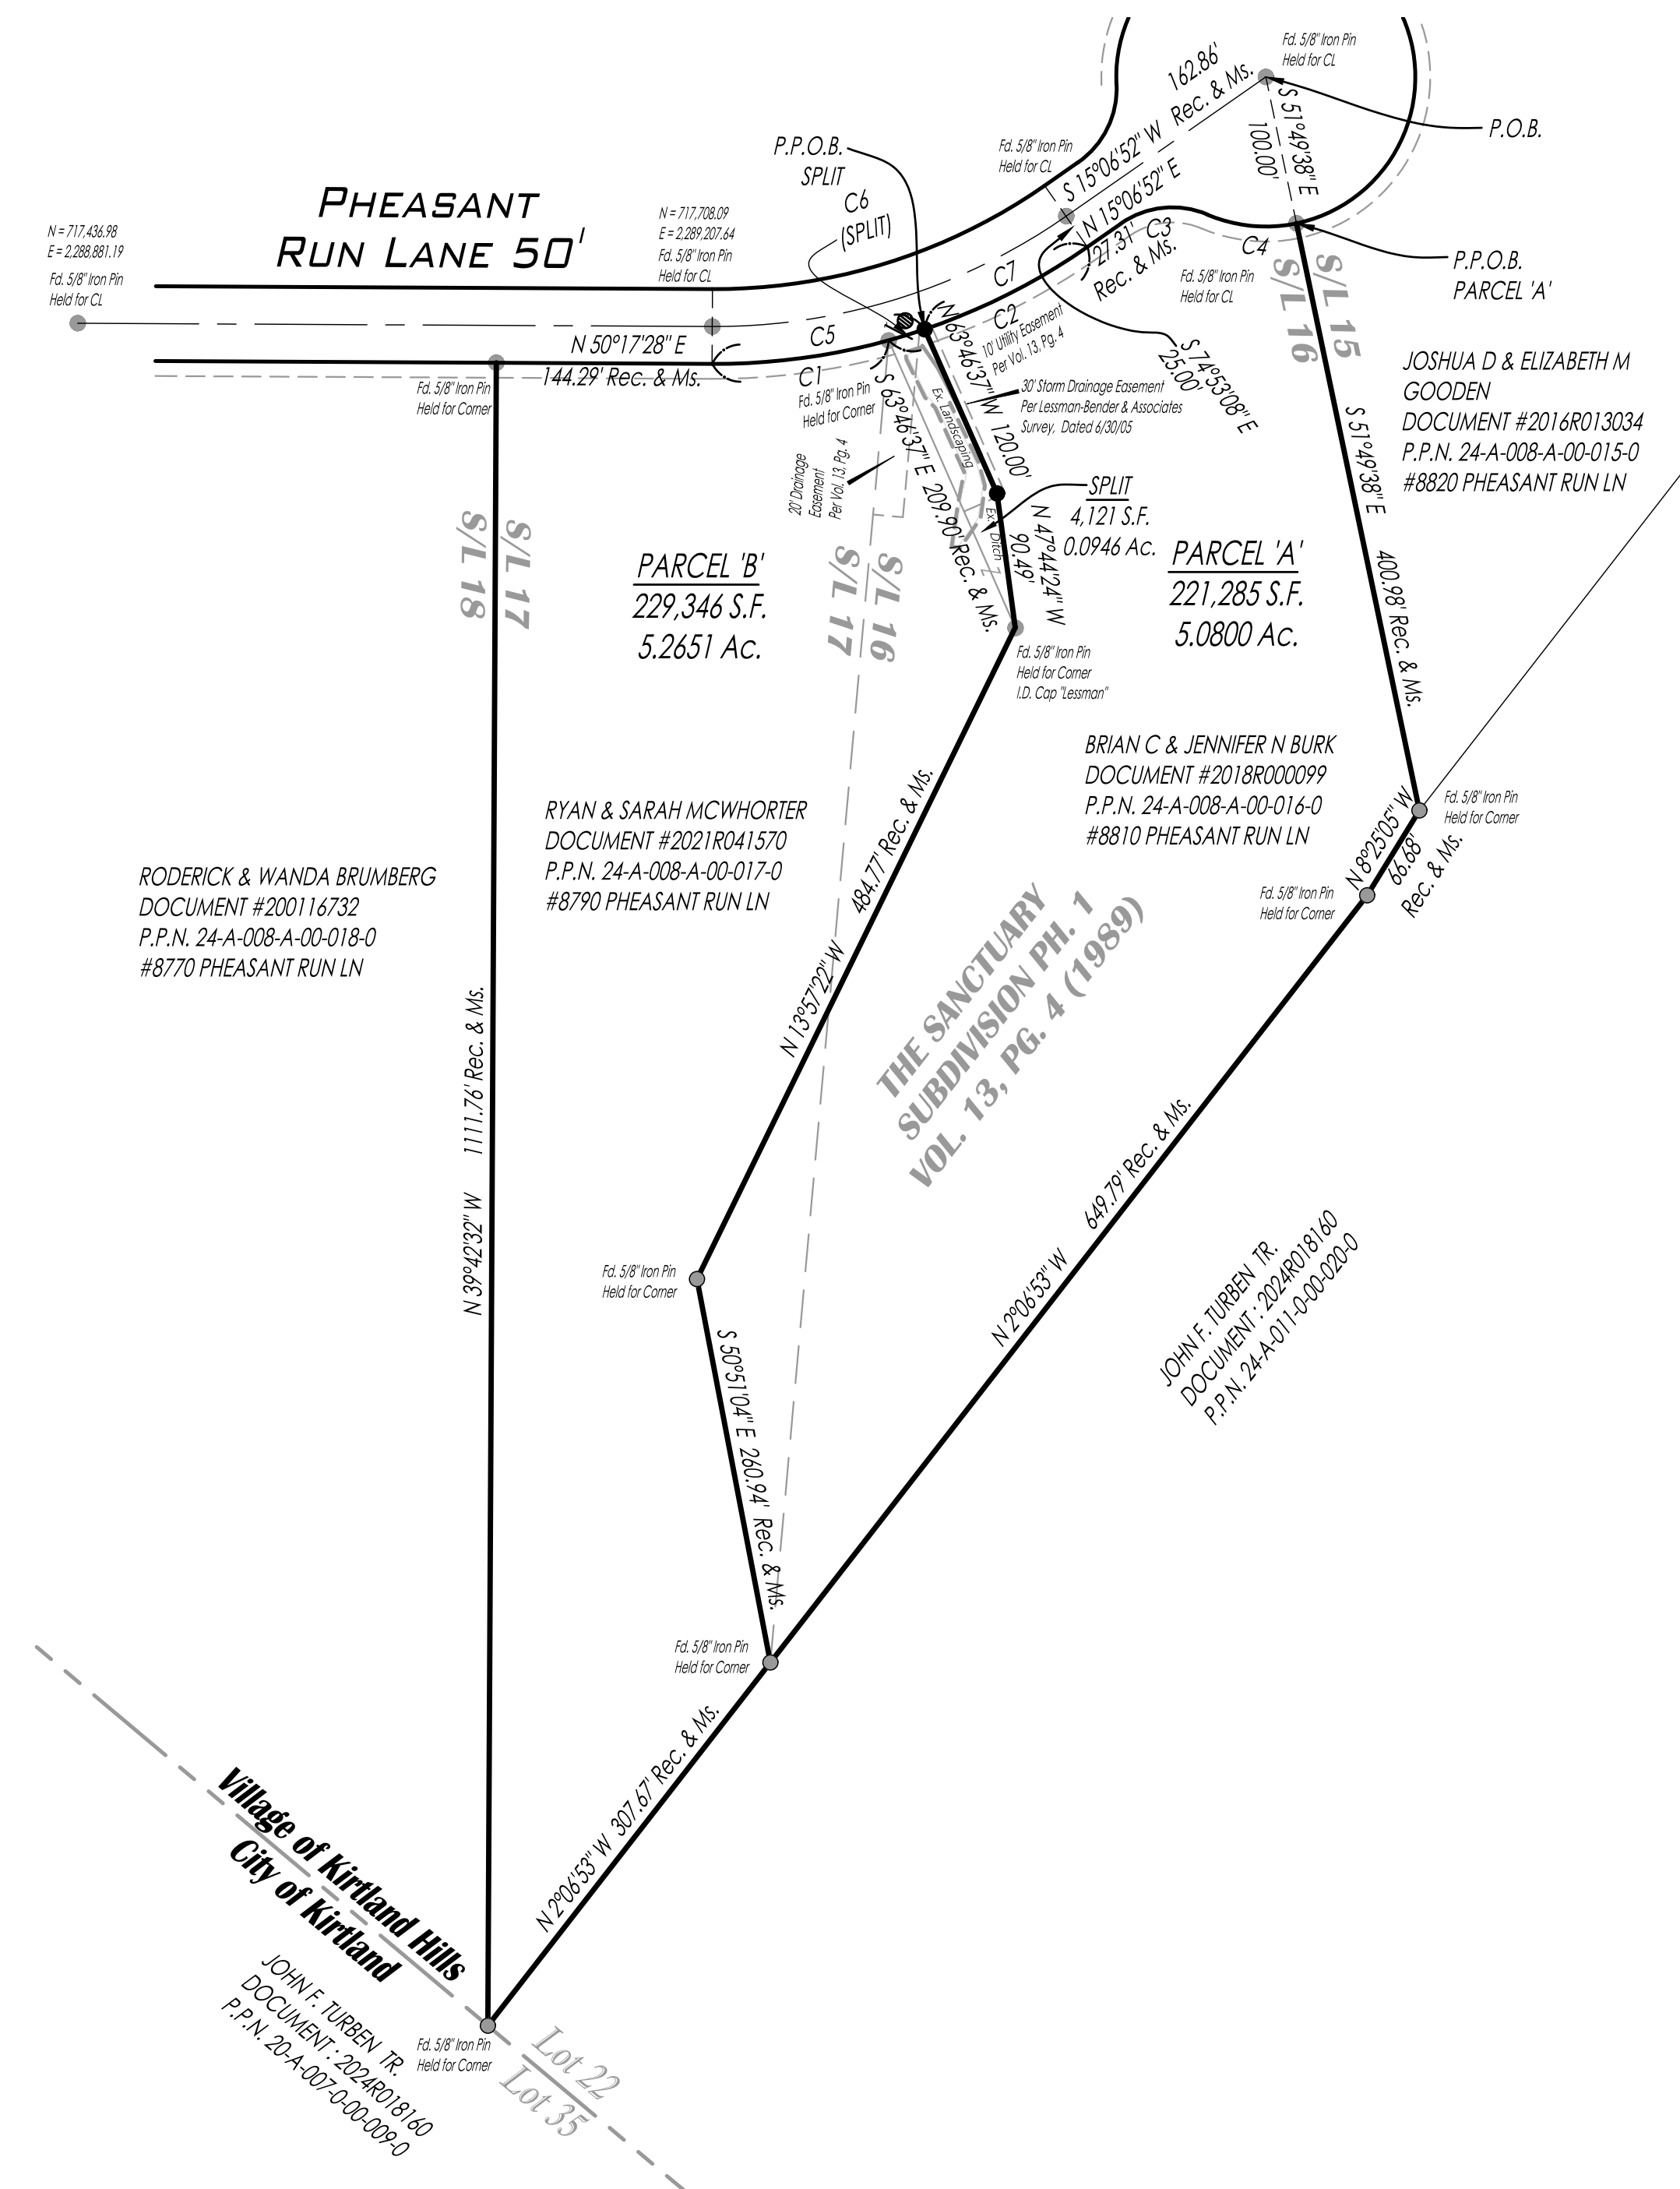 Fd. 5/8" Iron Pin
Held for CL
162.86'
Rec. & Ms.
S 15°06'52" W
N 15°06'52" E
27.31'
Rec. & Ms.
S 51°49'38" E
100.00'
P.O.B.
P.P.O.B.
SPLIT
Fd. 5/8" Iron Pin
Held for CL
C6
(SPLIT)
PHEASANT
RUN LANE 50'
N = 717,436.98
E = 2,288,881.19
Fd. 5/8" Iron Pin
Held for CL
N = 717,708.09
E = 2,289,207.64
Fd. 5/8" Iron Pin
Held for CL
C3
C4
C7
C2
C5
C1
Fd. 5/8" Iron Pin
Held for CL
P.P.O.B.
PARCEL 'A'
S/L 15
S/L 16
N 50°17'28" E
144.29' Rec. & Ms.
Fd. 5/8" Iron Pin
Held for Corner
Fd. 5/8" Iron Pin
Held for Corner
10' Utility Easement
Per Vol. 13, Pg. 4
S 74°53'08" E
25.00'
30' Storm Drainage Easement
Per Lessman-Bender & Associates
Survey, Dated 6/30/05
N 63°46'37" W 120.00'
S 63°46'37" E 209.90' Rec. & Ms.
Ex. Landscaping
Ex. Ditch
20' Drainage
Easement
Per Vol. 13, Pg. 4
N 47°44'24" W
90.49'
SPLIT
4,121 S.F.
0.0946 Ac.
JOSHUA D & ELIZABETH M
GOODEN
DOCUMENT #2016R013034
P.P.N. 24-A-008-A-00-015-0
#8820 PHEASANT RUN LN
S 51°49'38" E
400.98' Rec. & Ms.
S/L 17
S/L 18
PARCEL 'B'
229,346 S.F.
5.2651 Ac.
S/L 16
S/L 17
PARCEL 'A'
221,285 S.F.
5.0800 Ac.
Fd. 5/8" Iron Pin
Held for Corner
I.D. Cap "Lessman"
BRIAN C & JENNIFER N BURK
DOCUMENT #2018R000099
P.P.N. 24-A-008-A-00-016-0
#8810 PHEASANT RUN LN
Fd. 5/8" Iron Pin
Held for Corner
N 8°25'05" W
66.68'
Rec. & Ms.
Fd. 5/8" Iron Pin
Held for Corner
RYAN & SARAH MCWHORTER
DOCUMENT #2021R041570
P.P.N. 24-A-008-A-00-017-0
#8790 PHEASANT RUN LN
RODERICK & WANDA BRUMBERG
DOCUMENT #200116732
P.P.N. 24-A-008-A-00-018-0
#8770 PHEASANT RUN LN
N 13°57'22" W 484.77' Rec. & Ms.
THE SANCTUARY
SUBDIVISION PH. 1
VOL. 13, PG. 4 (1989)
N 39°42'32" W 1111.76' Rec. & Ms.
N 2°06'53" W 649.79' Rec. & Ms.
JOHN F. TURBEN TR.
DOCUMENT : 2024R018160
P.P.N. 24-A-011-0-00-020-0
Fd. 5/8" Iron Pin
Held for Corner
S 50°51'04" E 260.94' Rec. & Ms.
Fd. 5/8" Iron Pin
Held for Corner
N 2°06'53" W 307.67' Rec. & Ms.
Village of Kirtland Hills
City of Kirtland
JOHN F. TURBEN TR.
DOCUMENT : 2024R018160
P.P.N. 20-A-007-0-00-009-0
Fd. 5/8" Iron Pin
Held for Corner
Lot 22
Lot 35